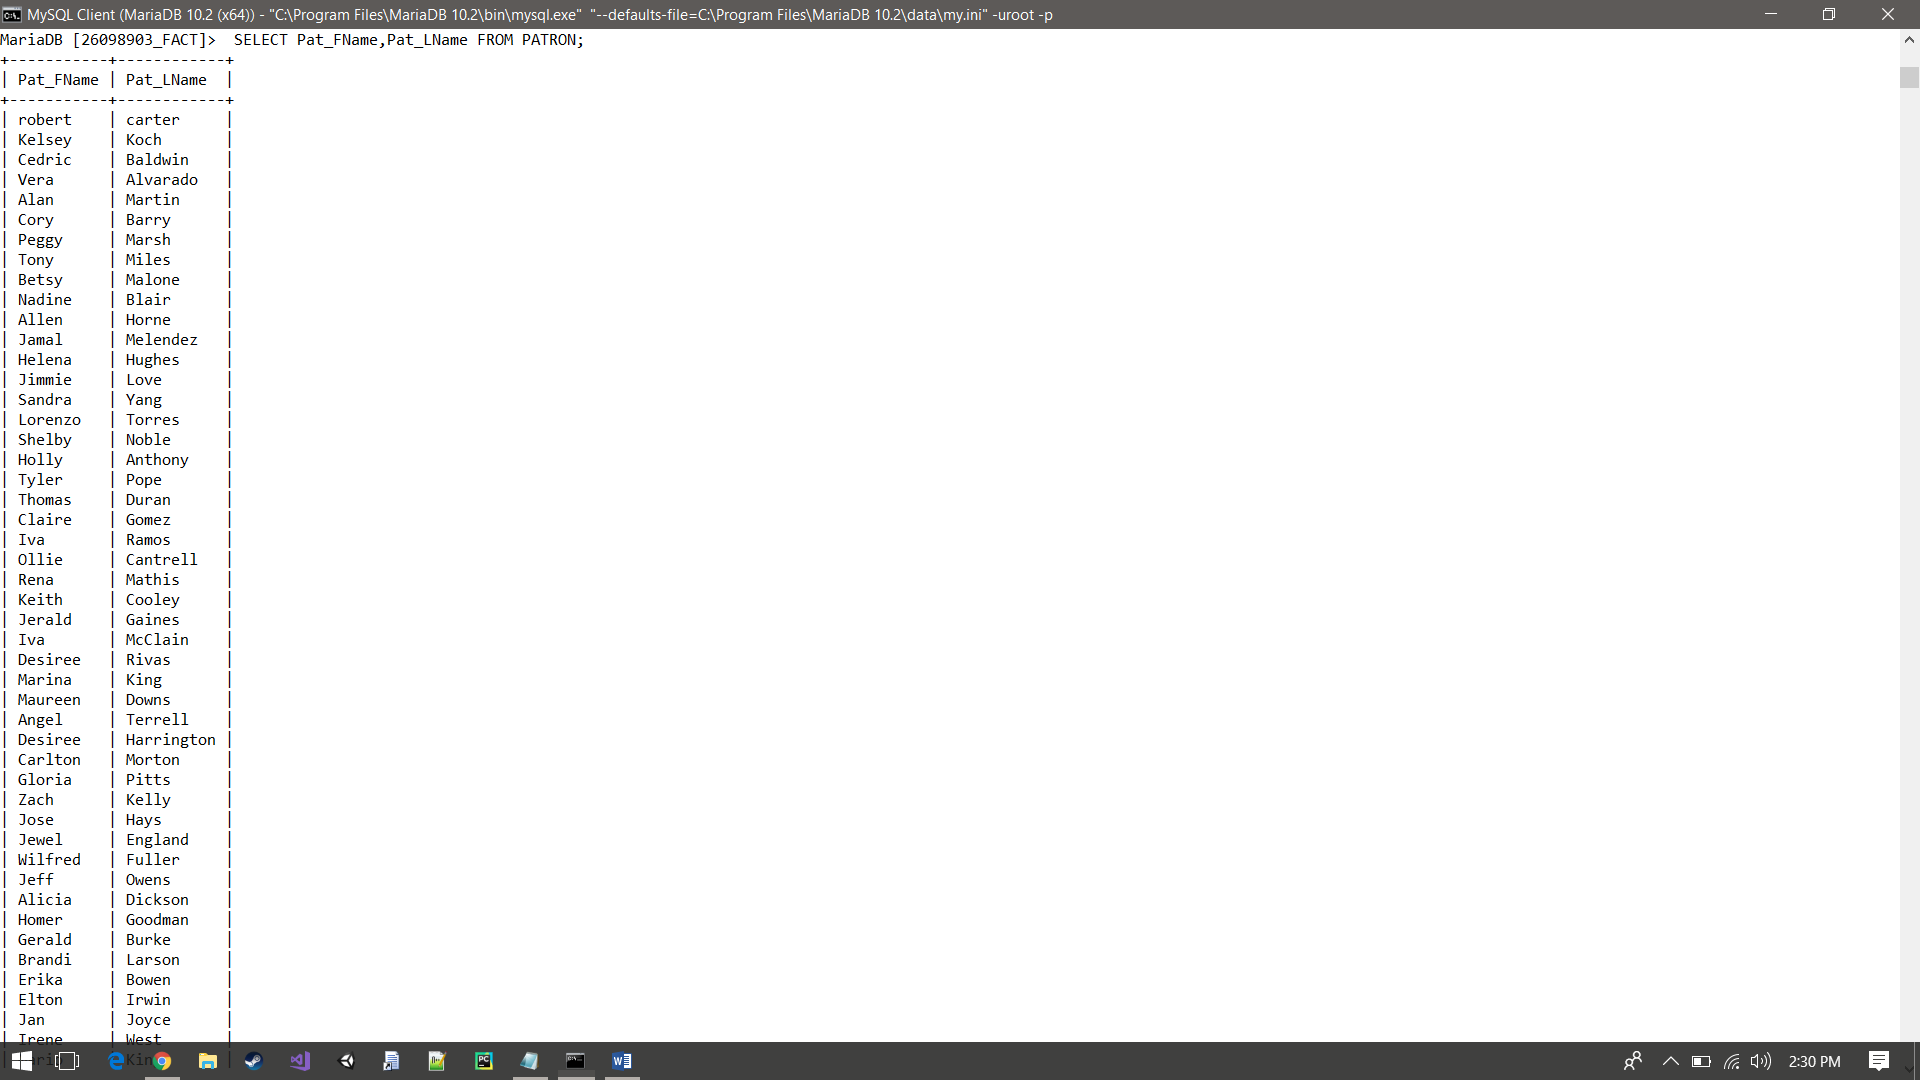 MySQL Client (MariaDB 10.2 (x64)) - "C:\Program Files\MariaDB 10.2\bin\mysql.exe" "--defaults-file=C:\Program Files\MariaDB 10.2\data\my.ini" -uroot -p
MariaDB [26098903_FACT]>  SELECT Pat_FName,Pat_LName FROM PATRON;
+-----------+------------+
| Pat_FName | Pat_LName  |
+-----------+------------+
| robert    | carter     |
| Kelsey    | Koch       |
| Cedric    | Baldwin    |
| Vera      | Alvarado   |
| Alan      | Martin     |
| Cory      | Barry      |
| Peggy     | Marsh      |
| Tony      | Miles      |
| Betsy     | Malone     |
| Nadine    | Blair      |
| Allen     | Horne      |
| Jamal     | Melendez   |
| Helena    | Hughes     |
| Jimmie    | Love       |
| Sandra    | Yang       |
| Lorenzo   | Torres     |
| Shelby    | Noble      |
| Holly     | Anthony    |
| Tyler     | Pope       |
| Thomas    | Duran      |
| Claire    | Gomez      |
| Iva       | Ramos      |
| Ollie     | Cantrell   |
| Rena      | Mathis     |
| Keith     | Cooley     |
| Jerald    | Gaines     |
| Iva       | McClain    |
| Desiree   | Rivas      |
| Marina    | King       |
| Maureen   | Downs      |
| Angel     | Terrell    |
| Desiree   | Harrington |
| Carlton   | Morton     |
| Gloria    | Pitts      |
| Zach      | Kelly      |
| Jose      | Hays       |
| Jewel     | England    |
| Wilfred   | Fuller     |
| Jeff      | Owens      |
| Alicia    | Dickson    |
| Homer     | Goodman    |
| Gerald    | Burke      |
| Brandi    | Larson     |
| Erika     | Bowen      |
| Elton     | Irwin      |
| Jan       | Joyce      |
| Irene     | West       |
2:30 PM